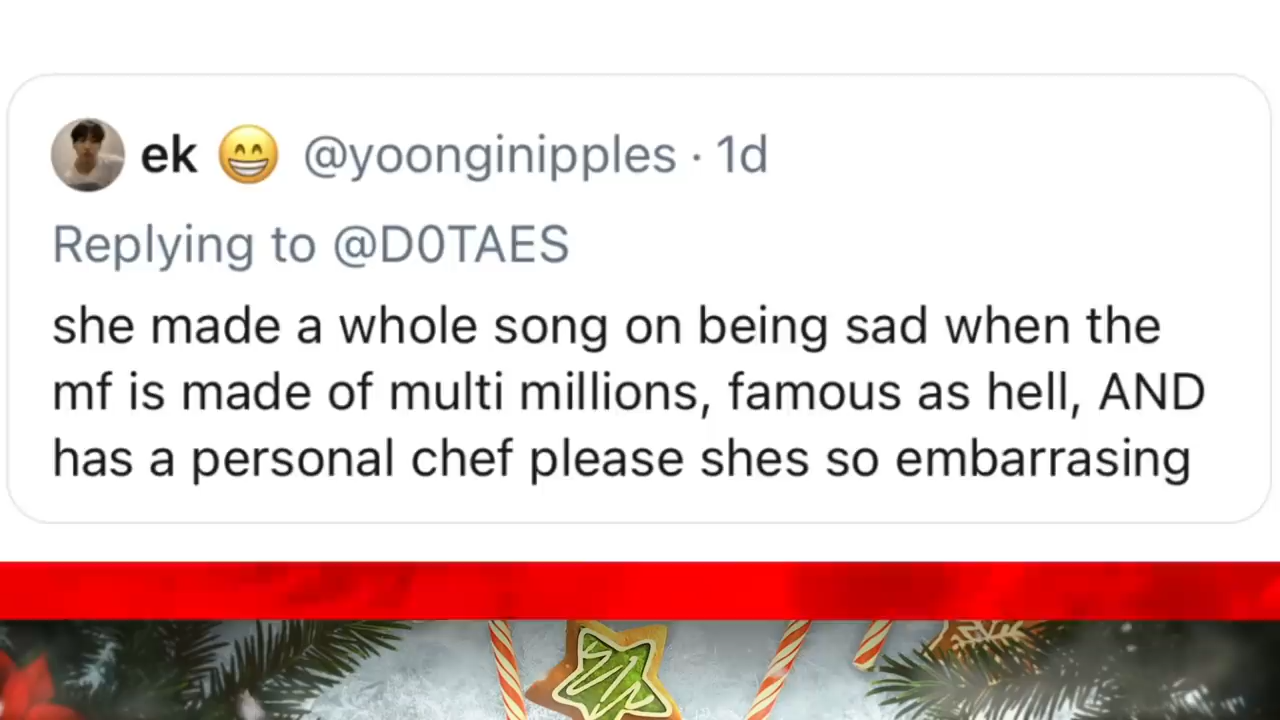 ek 😁 @yoonginipples · 1d
Replying to @D0TAES
she made a whole song on being sad when the
mf is made of multi millions, famous as hell, AND
has a personal chef please shes so embarrasing